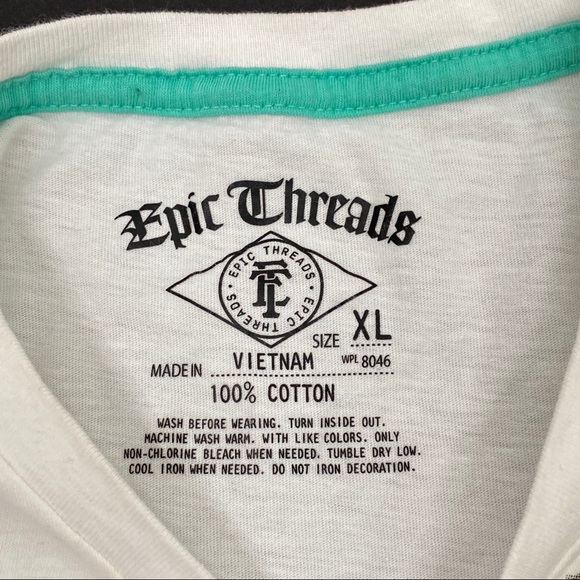 Epic Threads
EPIC THREADS • EPIC THREADS •
SIZE XL
MADE IN VIETNAM WPL 8046
100% COTTON
WASH BEFORE WEARING. TURN INSIDE OUT.
MACHINE WASH WARM. WITH LIKE COLORS. ONLY
NON-CHLORINE BLEACH WHEN NEEDED. TUMBLE DRY LOW.
COOL IRON WHEN NEEDED. DO NOT IRON DECORATION.